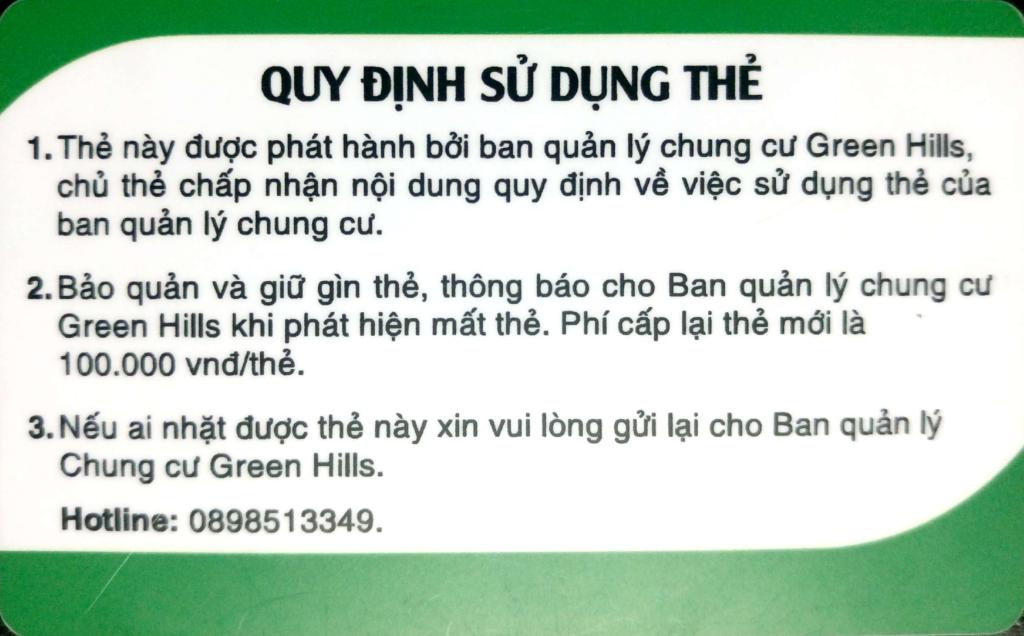 QUY ĐỊNH SỬ DỤNG THẺ
1. Thẻ này được phát hành bởi ban quản lý chung cư Green Hills,
chủ thẻ chấp nhận nội dung quy định về việc sử dụng thẻ của
ban quản lý chung cư.
2. Bảo quản và giữ gìn thẻ, thông báo cho Ban quản lý chung cư
Green Hills khi phát hiện mất thẻ. Phí cấp lại thẻ mới là
100.000 vnđ/thẻ.
3. Nếu ai nhặt được thẻ này xin vui lòng gửi lại cho Ban quản lý
Chung cư Green Hills.
Hotline: 0898513349.